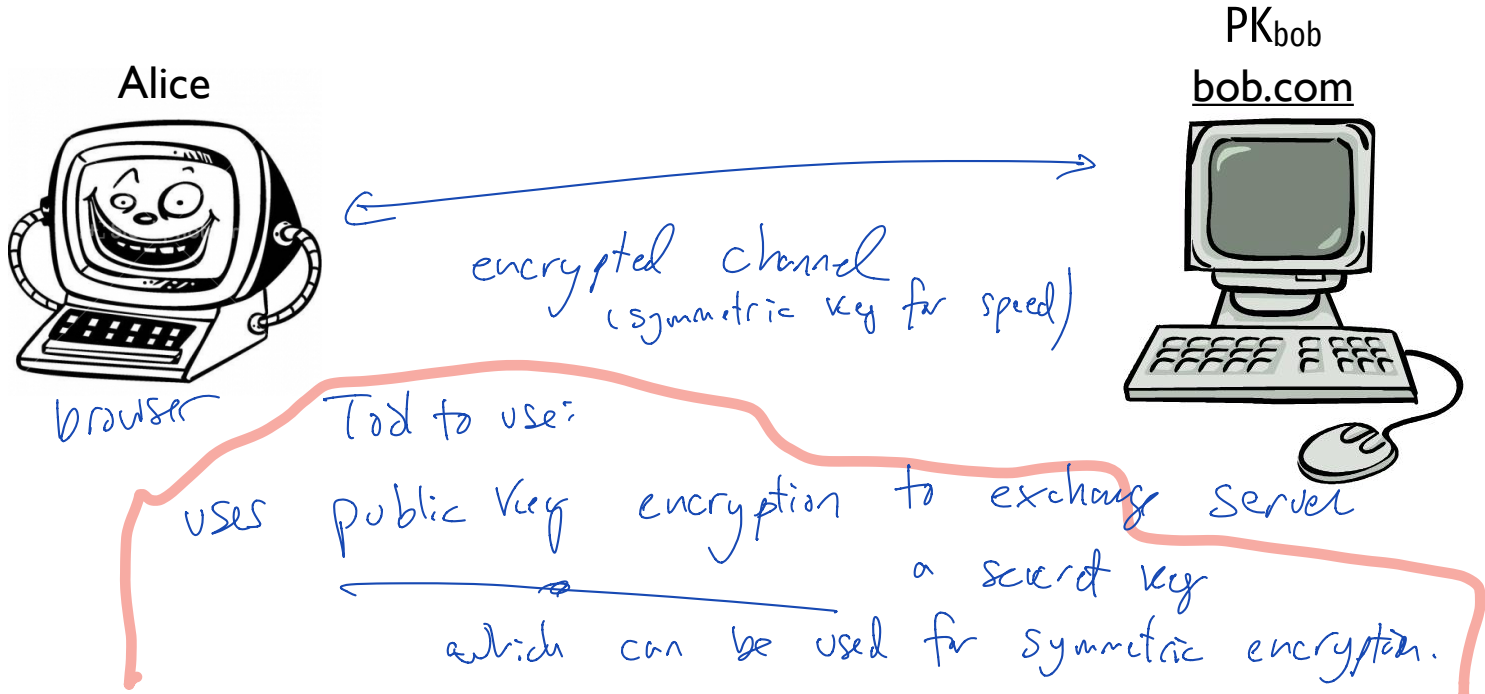 PKbob
Alice
bob.com
encrypted channel
(symmetric key for speed)
browser
Tool to use:
server
uses public key encryption to exchange
a secret key
which can be used for symmetric encryption.